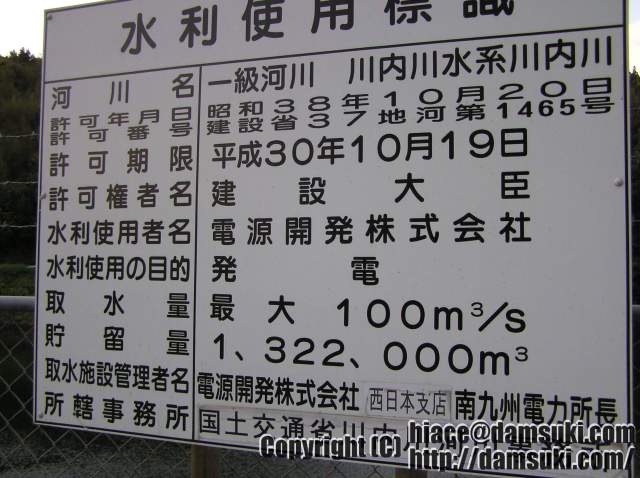 水利使用標識
河川名 一級河川 川内川水系川内川
許可年月日 昭和38年10月20日
許可番号 建設省37地河第1465号
許可期限 平成30年10月19日
許可権者名 建設大臣
水利使用者名 電源開発株式会社
水利使用の目的 発電
取水量 最大 100m³/s
貯留量 1,322,000m³
取水施設管理者名 電源開発株式会社 西日本支店 南九州電力所長
所轄事務所 国土交通省川内川
hiage@damsuki.com
Copyright (C) http://damsuki.com/